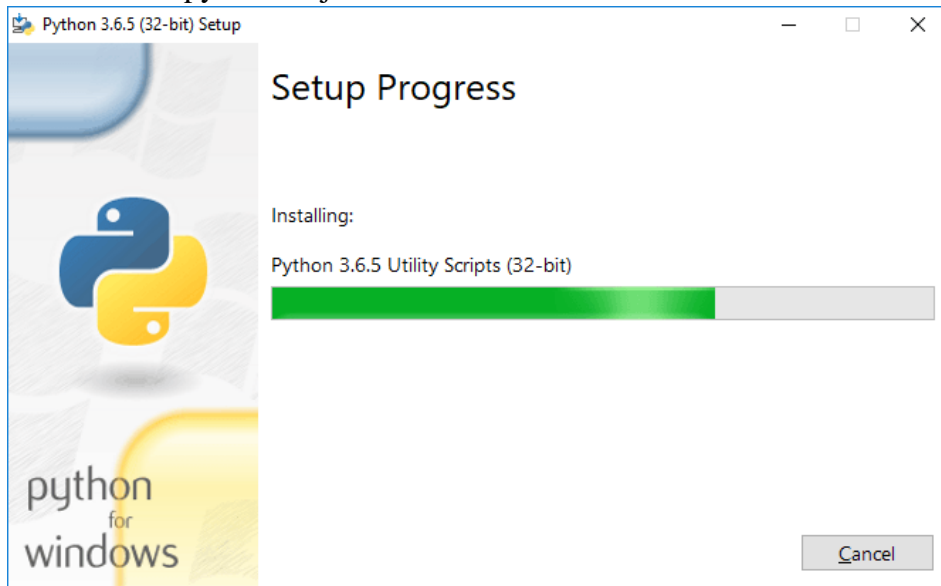 Python 3.6.5 (32-bit) Setup
Setup Progress
Installing:
Python 3.6.5 Utility Scripts (32-bit)
python
for
windows
Cancel